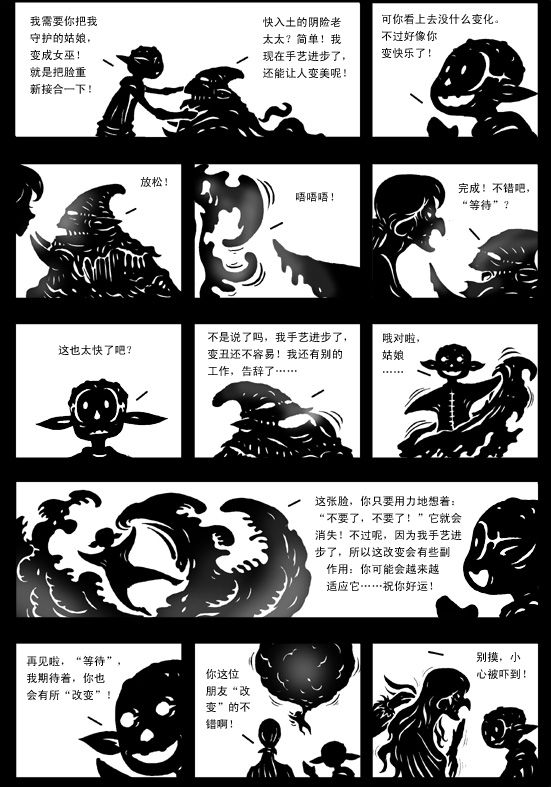 我需要你把我
守护的姑娘，
变成女巫！
就是把脸重
新接合一下！
快入土的阴险老
太太？简单！我
现在手艺进步了，
还能让人变美呢！
可你看上去没什么变化。
不过好像你
变快乐了！
放松！
唔唔唔！
完成！不错吧，
“等待”？
这也太快了吧？
不是说了吗，我手艺进步了，
变丑还不容易！我还有别的
工作，告辞了……
哦对啦，
姑娘
……
这张脸，你只要用力地想着：
“不要了，不要了！”它就会
消失！不过呢，因为我手艺进
步了，所以这改变会有些副
作用：你可能会越来越
适应它……祝你好运！
再见啦，“等待”，
我期待着，你也
会有所“改变”！
你这位
朋友“改
变”的不
错啊！
别摸，小
心被吓到！